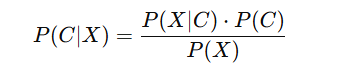 P(C|X) = P(X|C) · P(C) / P(X)